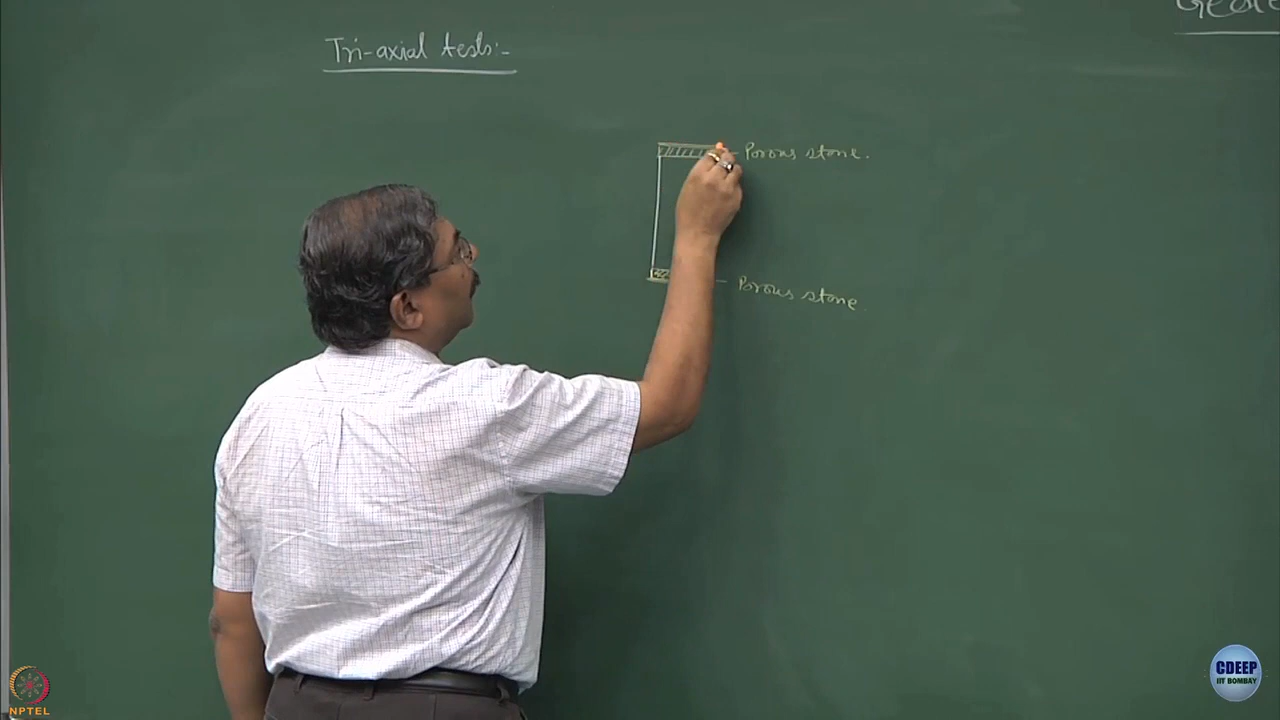 Tri-axial tests:-
Porous stone.
Porous stone
NPTEL
CDEEP
IIT BOMBAY